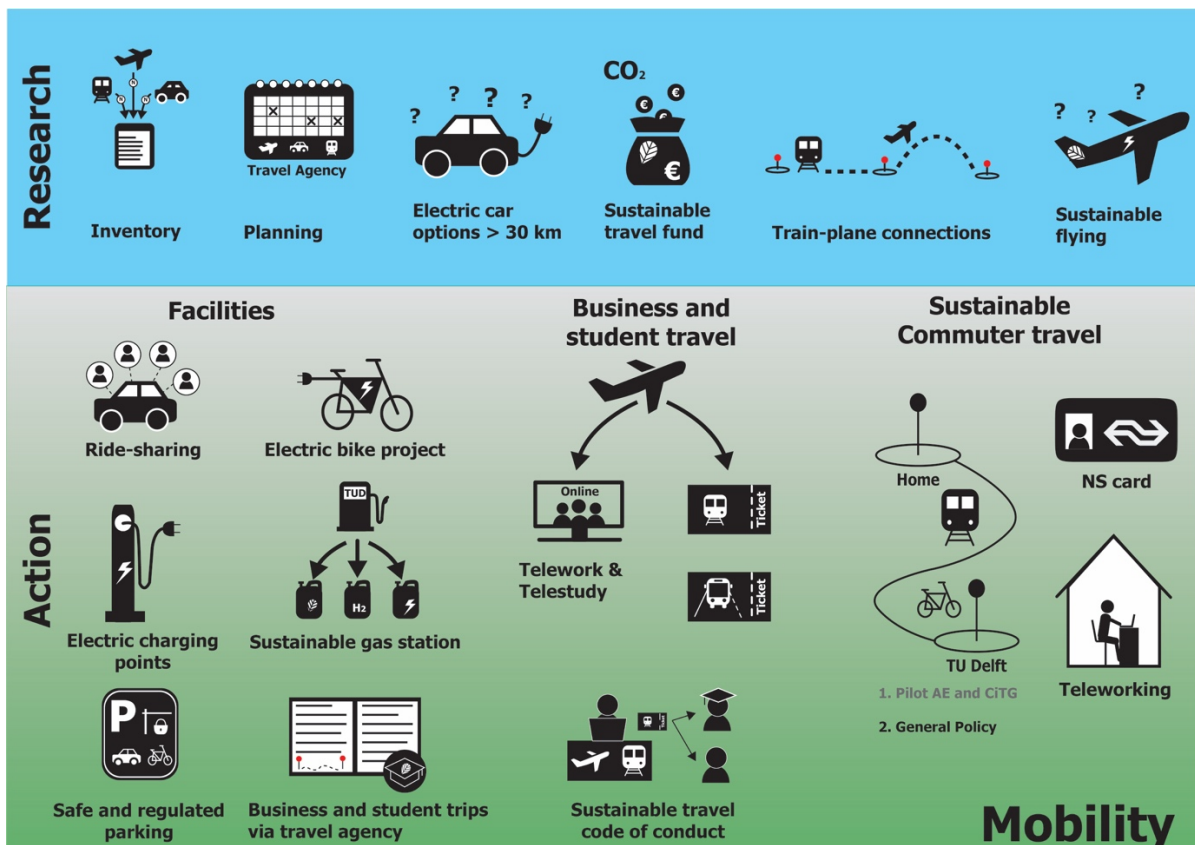 Research
CO₂
? ? ? ?
? ? ?
N N N
Travel Agency
€ € €
€
Inventory
Planning
Electric car
options > 30 km
Sustainable
travel fund
Train-plane connections
Sustainable
flying
Action
Facilities
Ride-sharing
Electric bike project
TUD
H₂
Electric charging
points
Sustainable gas station
P
Safe and regulated
parking
Business and student trips
via travel agency
Business and
student travel
Online
Ticket
Telework &
Telestudy
Ticket
Ticket
Sustainable travel
code of conduct
Sustainable
Commuter travel
Home
NS card
TU Delft
1. Pilot AE and CiTG
2. General Policy
Teleworking
Mobility